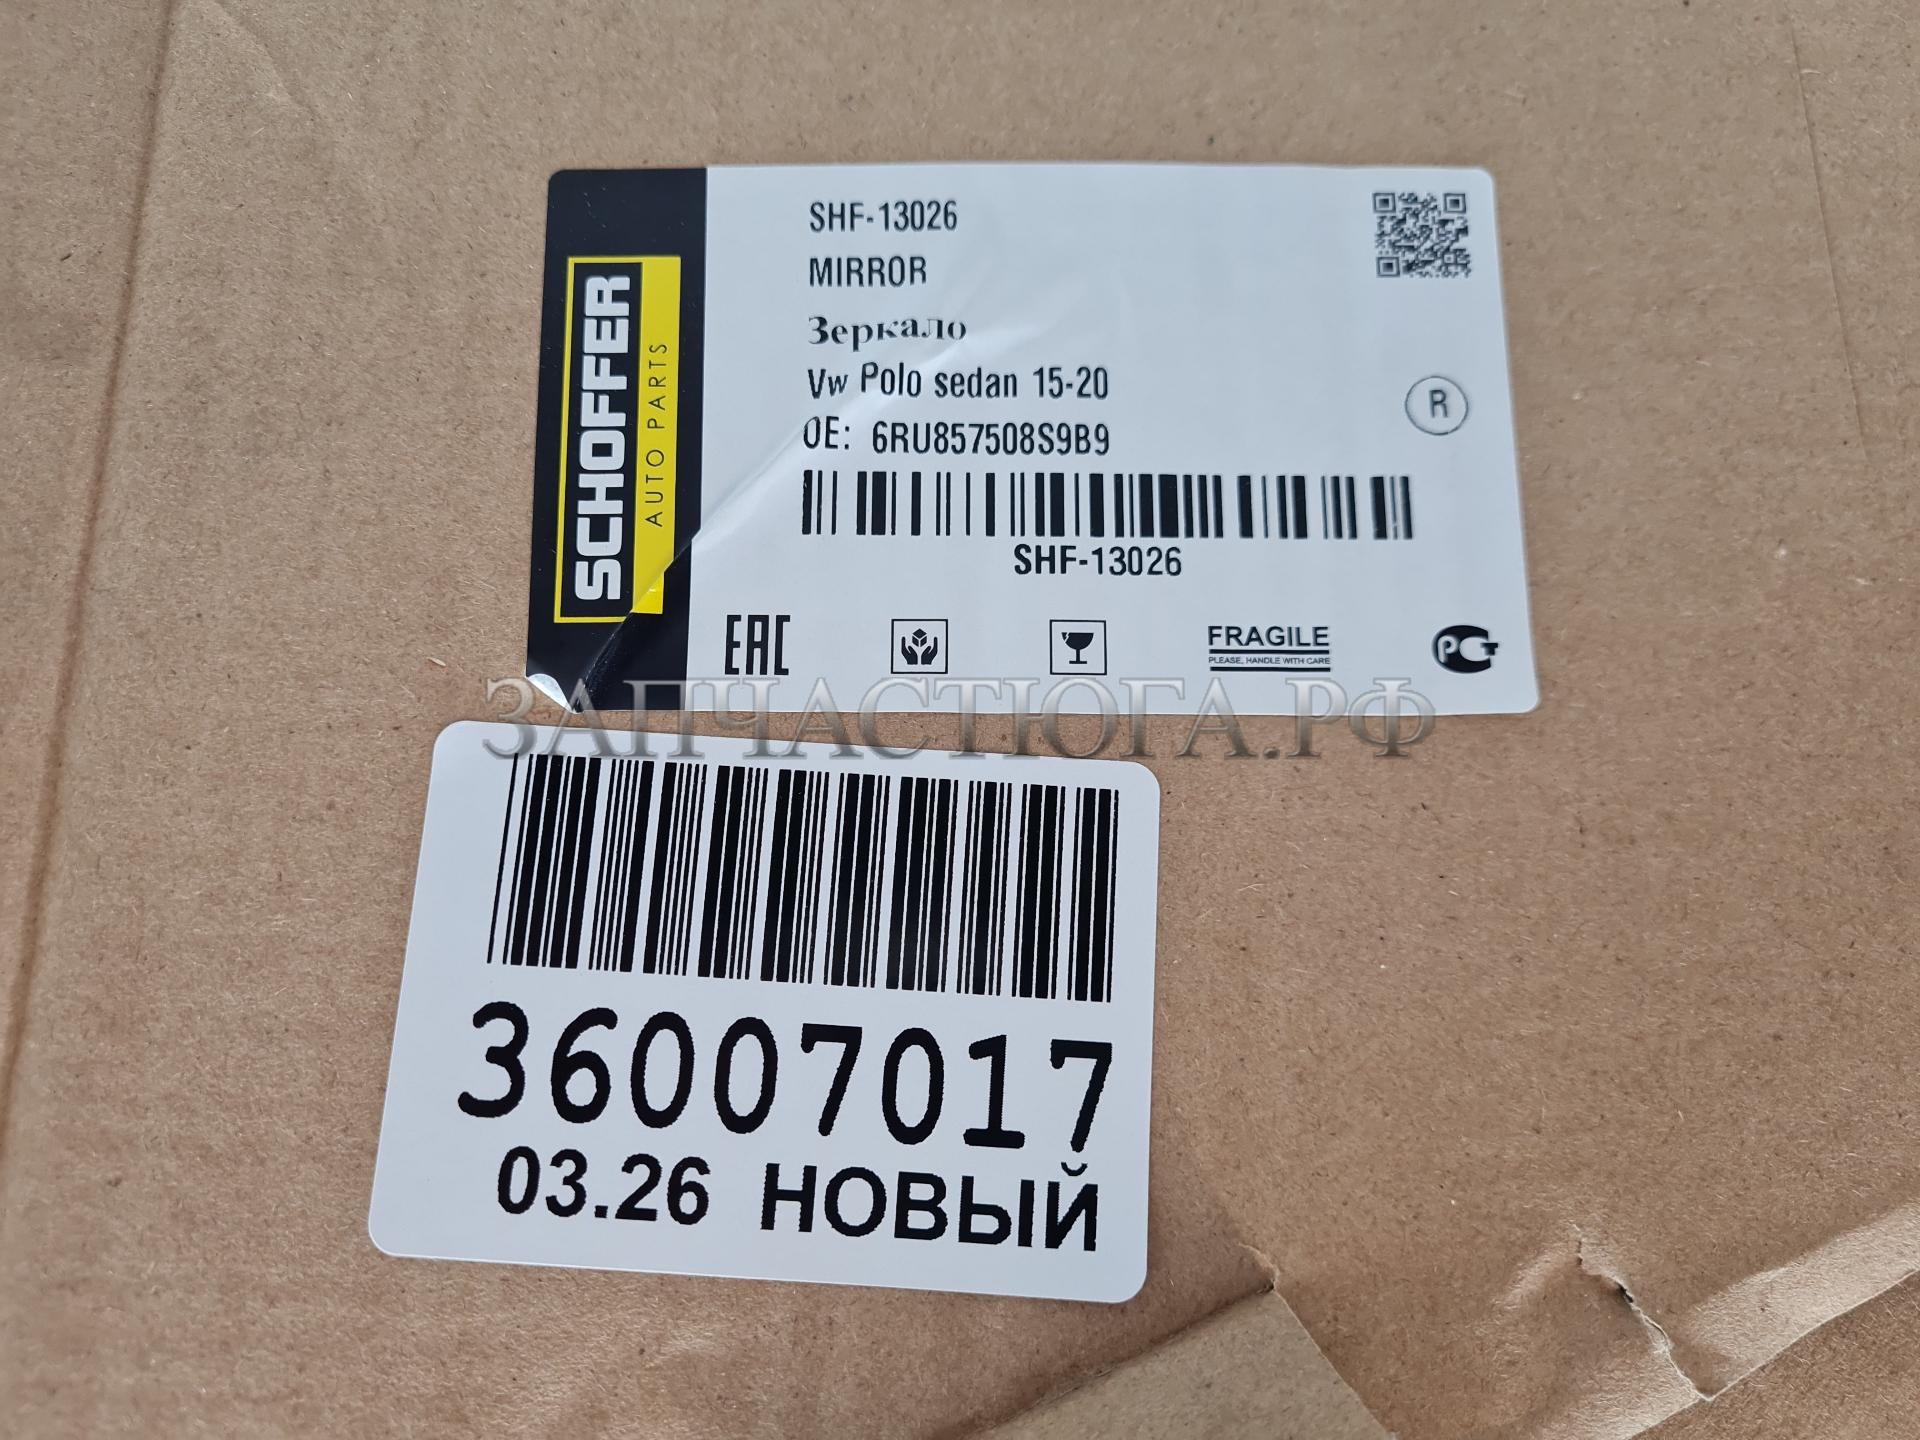 SCHOFFER
AUTO PARTS
SHF-13026
MIRROR
Зеркало
Vw Polo sedan 15-20
OE: 6RU857508S9B9
R
SHF-13026
EAC
FRAGILE
PLEASE, HANDLE WITH CARE
РСТ
ЗАПЧАСТЮГА.РФ
36007017
03.26 НОВЫЙ